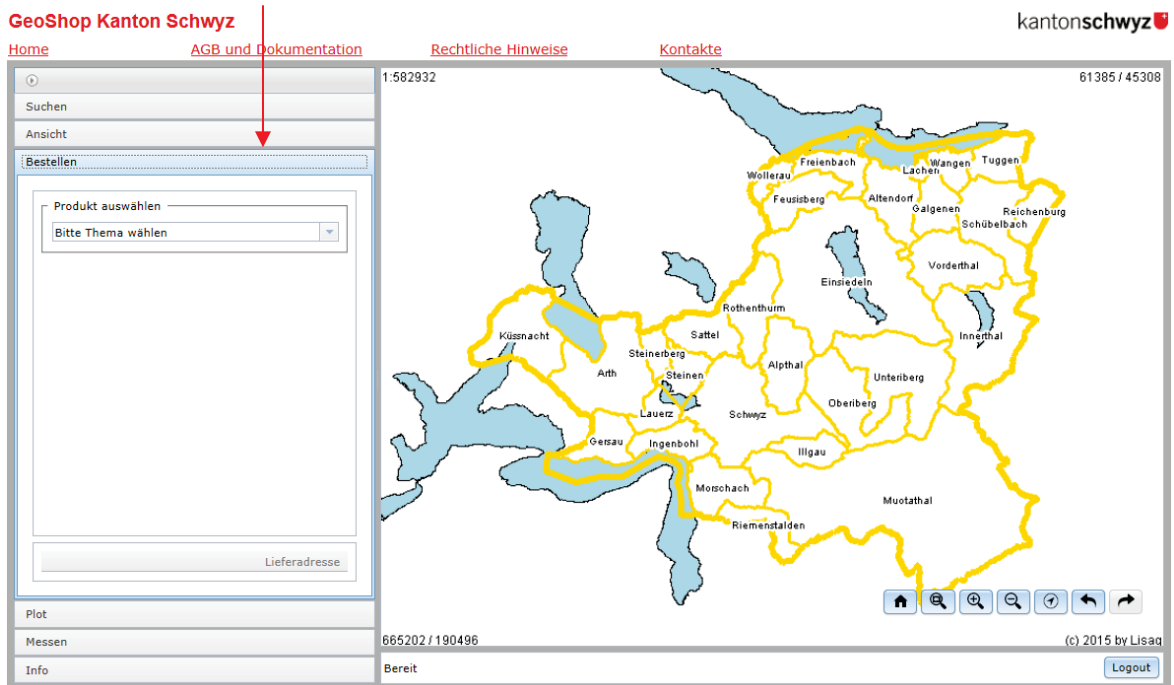 GeoShop Kanton Schwyz
kantonschwyz
Home
AGB und Dokumentation
Rechtliche Hinweise
Kontakte
Suchen
Ansicht
Bestellen
Produkt auswählen
Bitte Thema wählen
Lieferadresse
Plot
Messen
Info
1:582932
61385 / 45308
Freienbach
Wollerau
Lachen
Wangen
Tuggen
Feusisberg
Altendorf
Galgenen
Reichenburg
Schübelbach
Vorderthal
Einsiedeln
Rothenthurm
Innerthal
Küssnacht
Sattel
Steinerberg
Arth
Steinen
Alpthal
Unteriberg
Oberiberg
Lauerz
Schwyz
Gersau
Ingenbohl
Illgau
Morschach
Muotathal
Riemenstalden
665202 / 190496
(c) 2015 by Lisag
Bereit
Logout